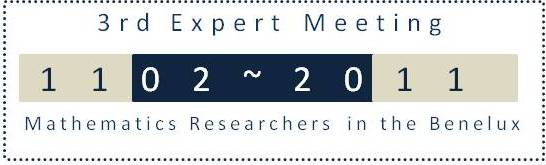 3rd Expert Meeting
1 1 0 2 ~ 2 0 1 1
Mathematics Researchers in the Benelux